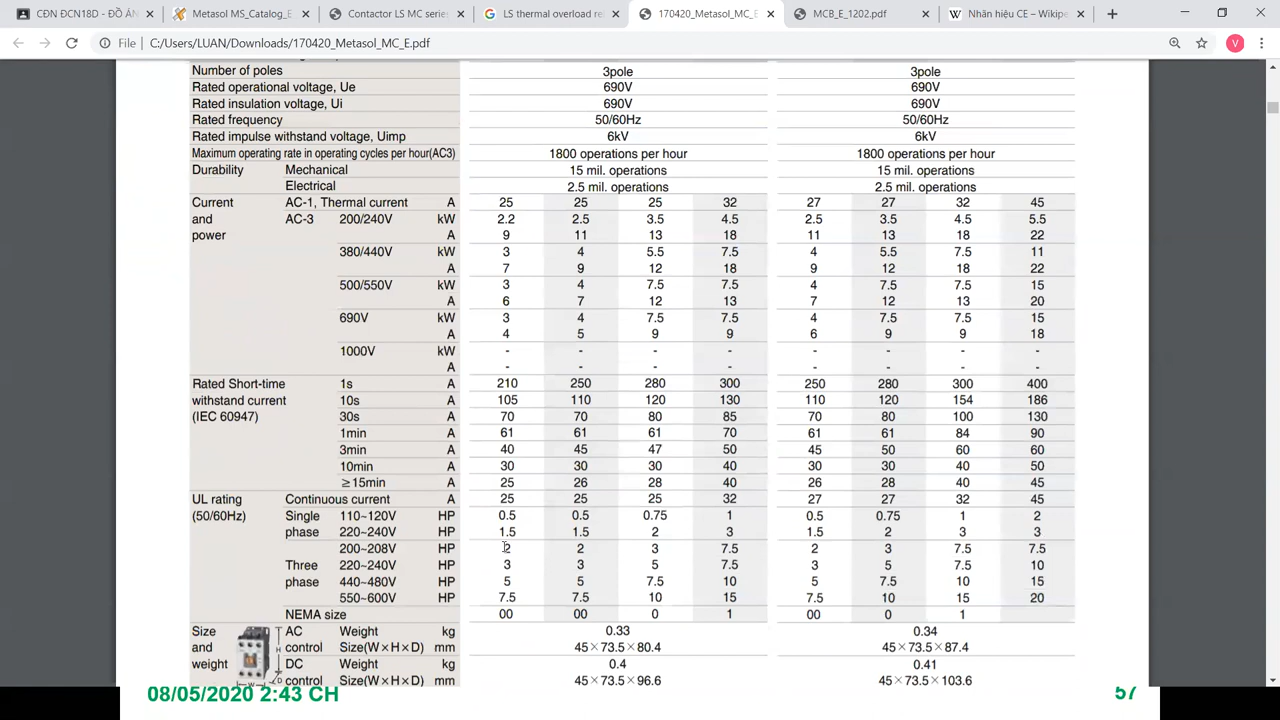 CĐN ĐCN18D - ĐỒ ÁN
Metasol MS_Catalog_E
Contactor LS MC series
LS thermal overload re
170420_Metasol_MC_E
MCB_E_1202.pdf
Nhãn hiệu CE – Wikipe
File C:/Users/LUAN/Downloads/170420_Metasol_MC_E.pdf
V
Number of poles 3pole 3pole
Rated operational voltage, Ue 690V 690V
Rated insulation voltage, Ui 690V 690V
Rated frequency 50/60Hz 50/60Hz
Rated impulse withstand voltage, Uimp 6kV 6kV
Maximum operating rate in operating cycles per hour(AC3) 1800 operations per hour 1800 operations per hour
Durability Mechanical 15 mil. operations 15 mil. operations
Electrical 2.5 mil. operations 2.5 mil. operations
Current AC-1, Thermal current A 25 25 25 32 27 27 32 45
and AC-3 200/240V kW 2.2 2.5 3.5 4.5 2.5 3.5 4.5 5.5
power A 9 11 13 18 11 13 18 22
380/440V kW 3 4 5.5 7.5 4 5.5 7.5 11
A 7 9 12 18 9 12 18 22
500/550V kW 3 4 7.5 7.5 4 7.5 7.5 15
A 6 7 12 13 7 12 13 20
690V kW 3 4 7.5 7.5 4 7.5 7.5 15
A 4 5 9 9 6 9 9 18
1000V kW - - - - - - - -
A - - - - - - - -
Rated Short-time 1s A 210 250 280 300 250 280 300 400
withstand current 10s A 105 110 120 130 110 120 154 186
(IEC 60947) 30s A 70 70 80 85 70 80 100 130
1min A 61 61 61 70 61 61 84 90
3min A 40 45 47 50 45 50 60 60
10min A 30 30 30 40 30 30 40 50
≥15min A 25 26 28 40 26 28 40 45
UL rating Continuous current A 25 25 25 32 27 27 32 45
(50/60Hz) Single 110~120V HP 0.5 0.5 0.75 1 0.5 0.75 1 2
phase 220~240V HP 1.5 1.5 2 3 1.5 2 3 3
200~208V HP 2 2 3 7.5 2 3 7.5 7.5
Three 220~240V HP 3 3 5 7.5 3 5 7.5 10
phase 440~480V HP 5 5 7.5 10 5 7.5 10 15
550~600V HP 7.5 7.5 10 15 7.5 10 15 20
NEMA size 00 00 0 1 00 0 1
Size AC Weight kg 0.33 0.34
and control Size(W×H×D) mm 45×73.5×80.4 45×73.5×87.4
weight DC Weight kg 0.4 0.41
control Size(W×H×D) mm 45×73.5×96.6 45×73.5×103.6
08/05/2020 2:43 CH 57